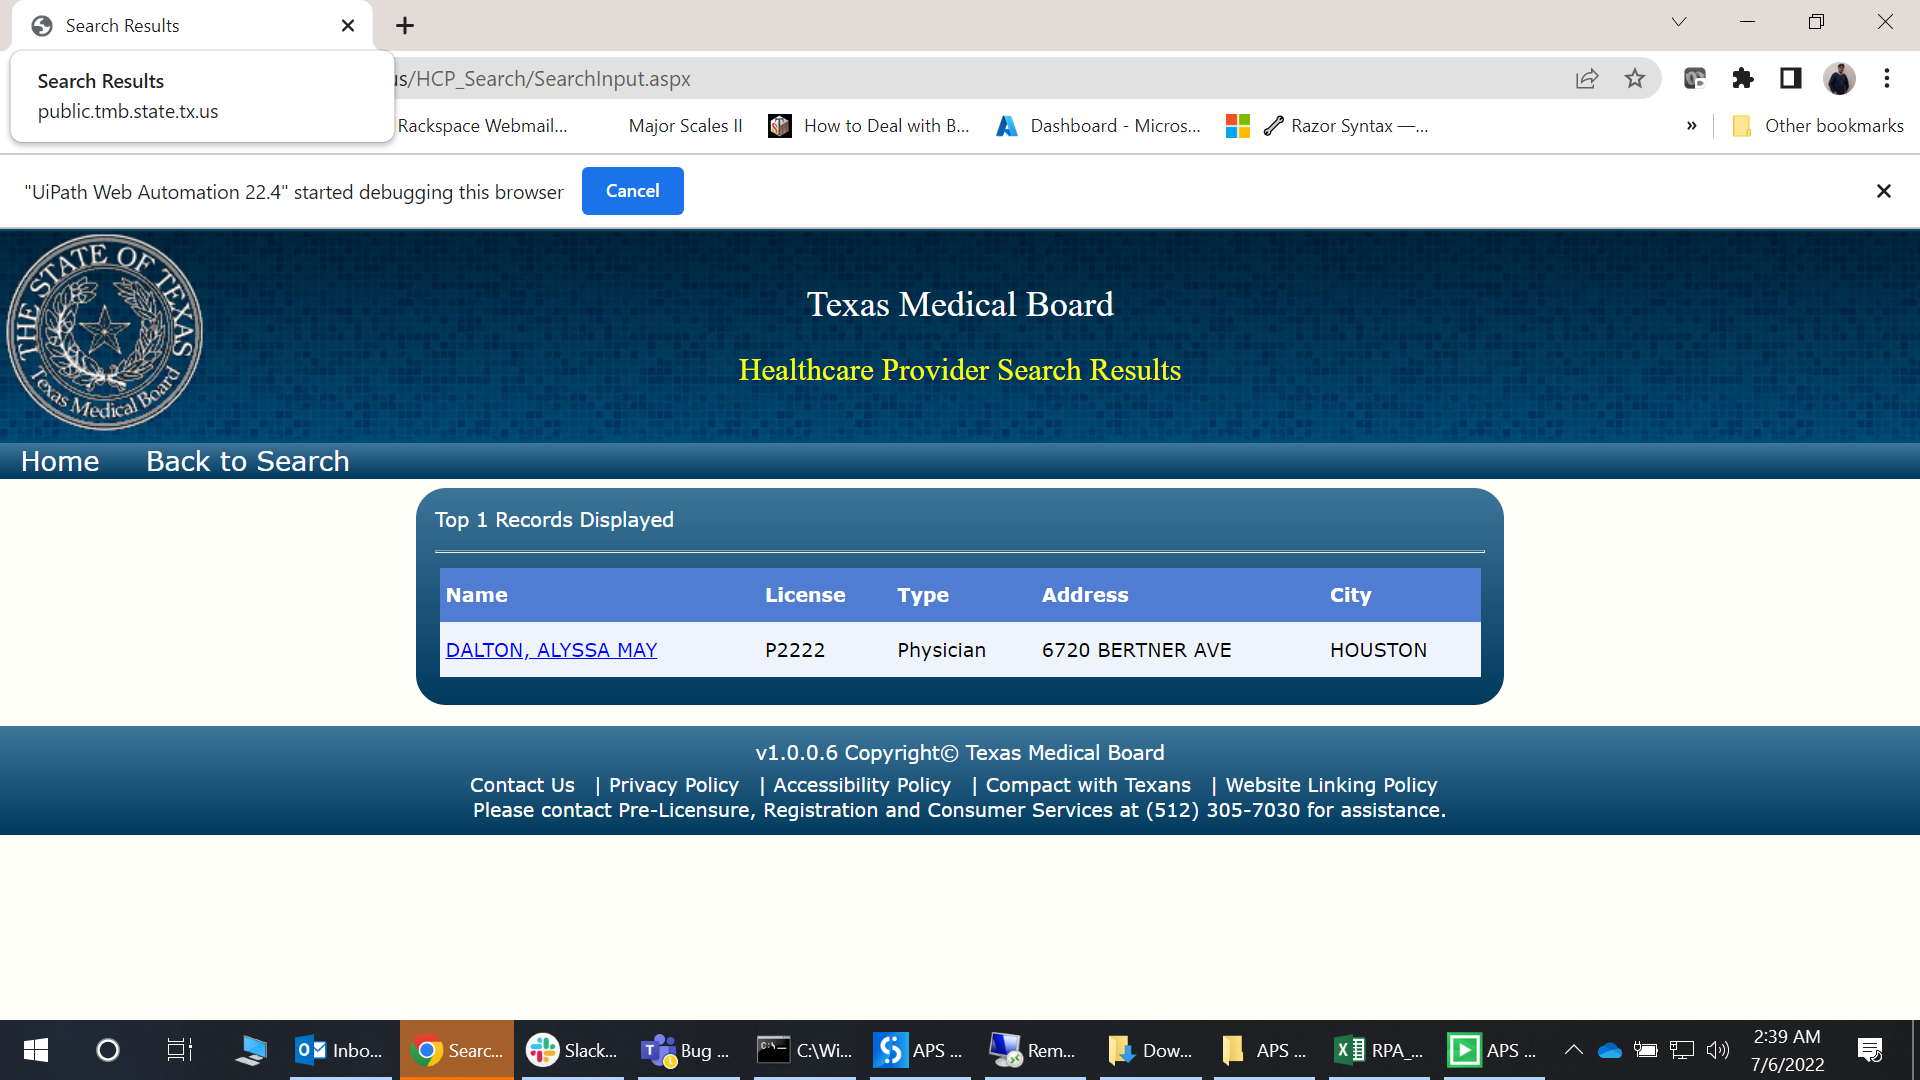 Search Results
Search Results
public.tmb.state.tx.us
us/HCP_Search/SearchInput.aspx
Rackspace Webmail...
Major Scales II
How to Deal with B...
Dashboard - Micros...
Razor Syntax —...
»
Other bookmarks
"UiPath Web Automation 22.4" started debugging this browser
Cancel
THE STATE OF TEXAS
Texas Medical Board
Texas Medical Board
Healthcare Provider Search Results
Home Back to Search
Top 1 Records Displayed
Name License Type Address City
DALTON, ALYSSA MAY P2222 Physician 6720 BERTNER AVE HOUSTON
v1.0.0.6 Copyright© Texas Medical Board
Contact Us | Privacy Policy | Accessibility Policy | Compact with Texans | Website Linking Policy
Please contact Pre-Licensure, Registration and Consumer Services at (512) 305-7030 for assistance.
Inbo...
Searc...
Slack...
Bug ...
C:\Wi...
APS ...
Rem...
Dow...
APS ...
RPA_...
APS ...
2:39 AM
7/6/2022